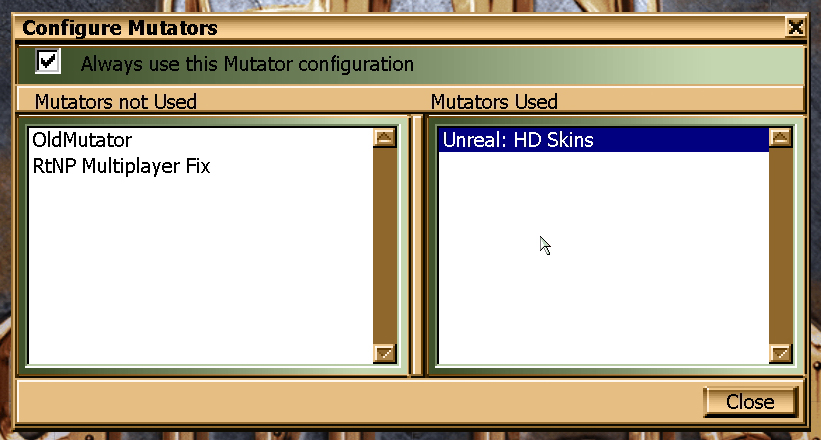 Configure Mutators
Always use this Mutator configuration
Mutators not Used
Mutators Used
OldMutator
RtNP Multiplayer Fix
Unreal: HD Skins
Close